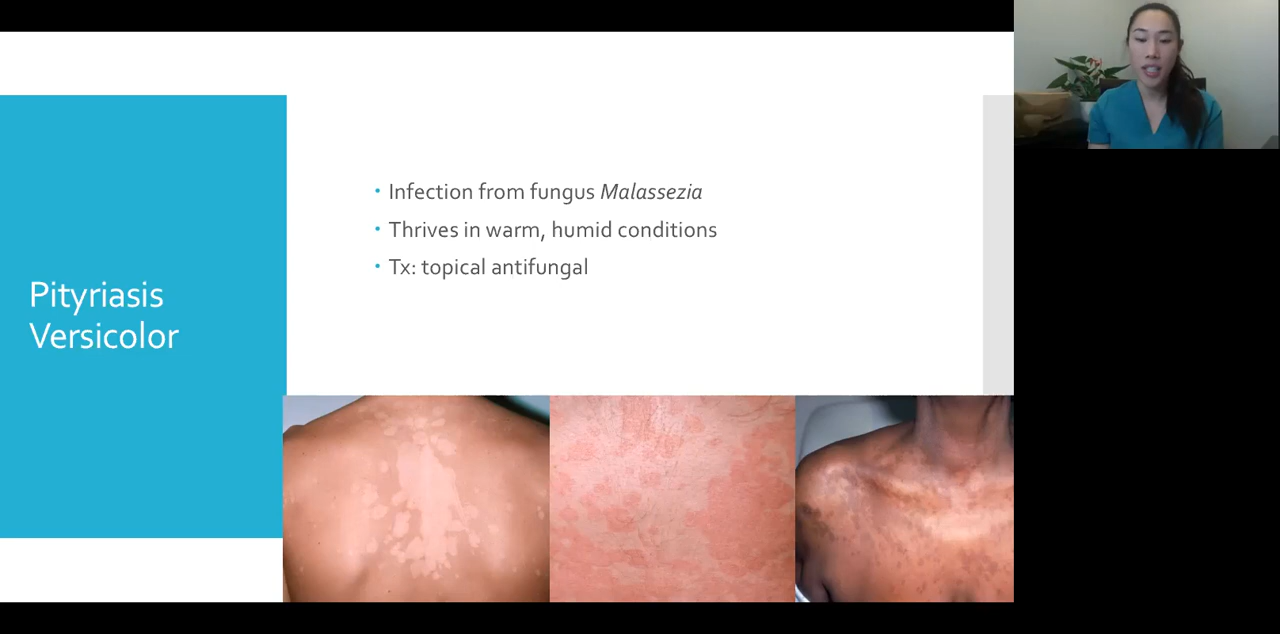 Pityriasis
Versicolor
• Infection from fungus Malassezia
• Thrives in warm, humid conditions
• Tx: topical antifungal